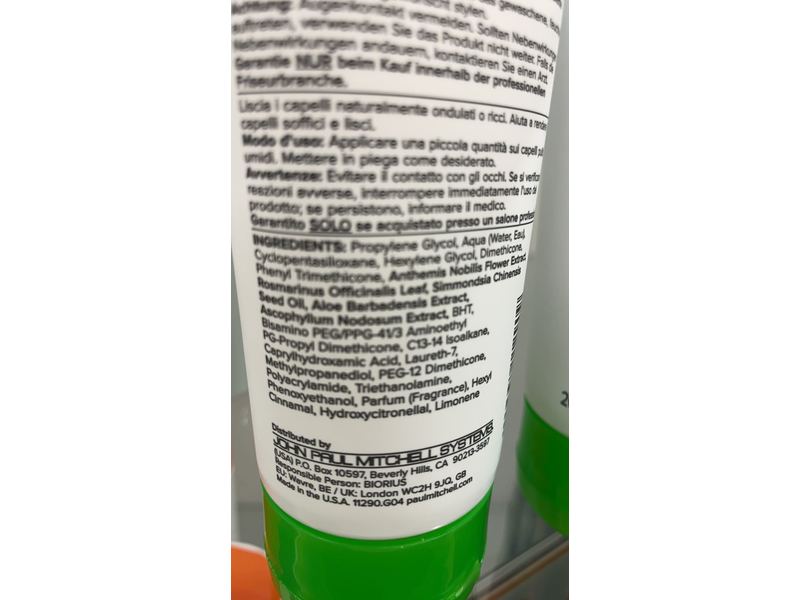 Achtung: Augenkontakt vermeiden. Sollten Nebenwirkungen
auftreten, verwenden Sie das Produkt nicht weiter. Falls die
Nebenwirkungen andauern, kontaktieren Sie einen Arzt.
Garantie NUR beim Kauf innerhalb der professionellen
Friseurbranche.
Liscia i capelli naturalmente ondulati o ricci. Aiuta a rende
capelli soffici e lisci.
Modo d'uso: Applicare una piccola quantità sui capelli pu
umidi. Mettere in piega come desiderato.
Avvertenze: Evitare il contatto con gli occhi. Se si verifican
reazioni avverse, interrompere immediatamente l'uso del
prodotto; se persistono, informare il medico.
Garantito SOLO se acquistato presso un salone profess
INGREDIENTS: Propylene Glycol, Aqua (Water, Eau),
Cyclopentasiloxane, Hexylene Glycol, Dimethicone,
Phenyl Trimethicone, Anthemis Nobilis Flower Extract,
Rosmarinus Officinalis Leaf, Simmondsia Chinensis
Seed Oil, Aloe Barbadensis Extract,
Ascophyllum Nodosum Extract, BHT,
Bisamino PEG/PPG-41/3 Aminoethyl
PG-Propyl Dimethicone, C13-14 Isoalkane,
Caprylhydroxamic Acid, Laureth-7,
Methylpropanediol, PEG-12 Dimethicone,
Polyacrylamide, Triethanolamine,
Phenoxyethanol, Parfum (Fragrance), Hexyl
Cinnamal, Hydroxycitronellal, Limonene
Distributed by
JOHN PAUL MITCHELL SYSTEMS.
(USA) P.O. Box 10597, Beverly Hills, CA 90213-3597
Responsible Person: BIORIUS
EU: Wavre, BE / UK: London WC2H 9JQ, GB
Made in the U.S.A. 11290.G04 paulmitchell.com